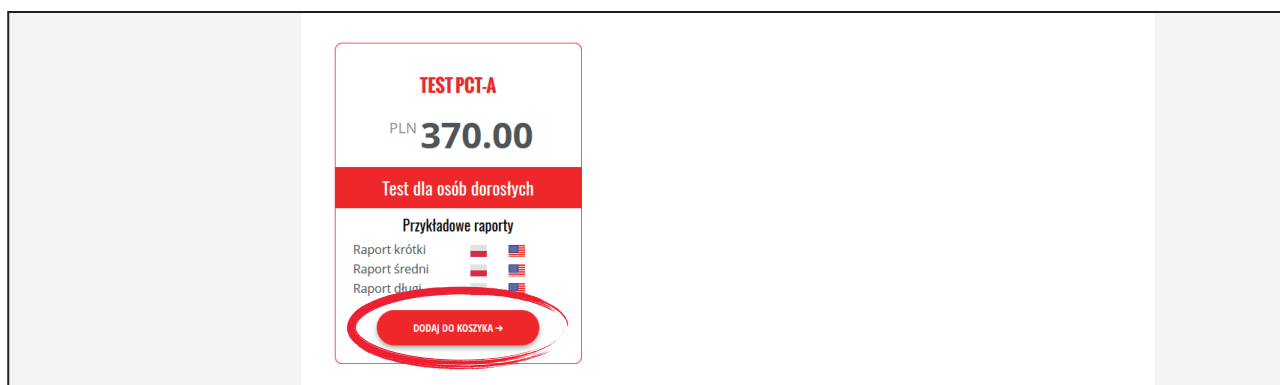 TEST PCT-A
PLN 370.00
Test dla osób dorosłych
Przykładowe raporty
Raport krótki
Raport średni
Raport długi
DODAJ DO KOSZYKA ➔